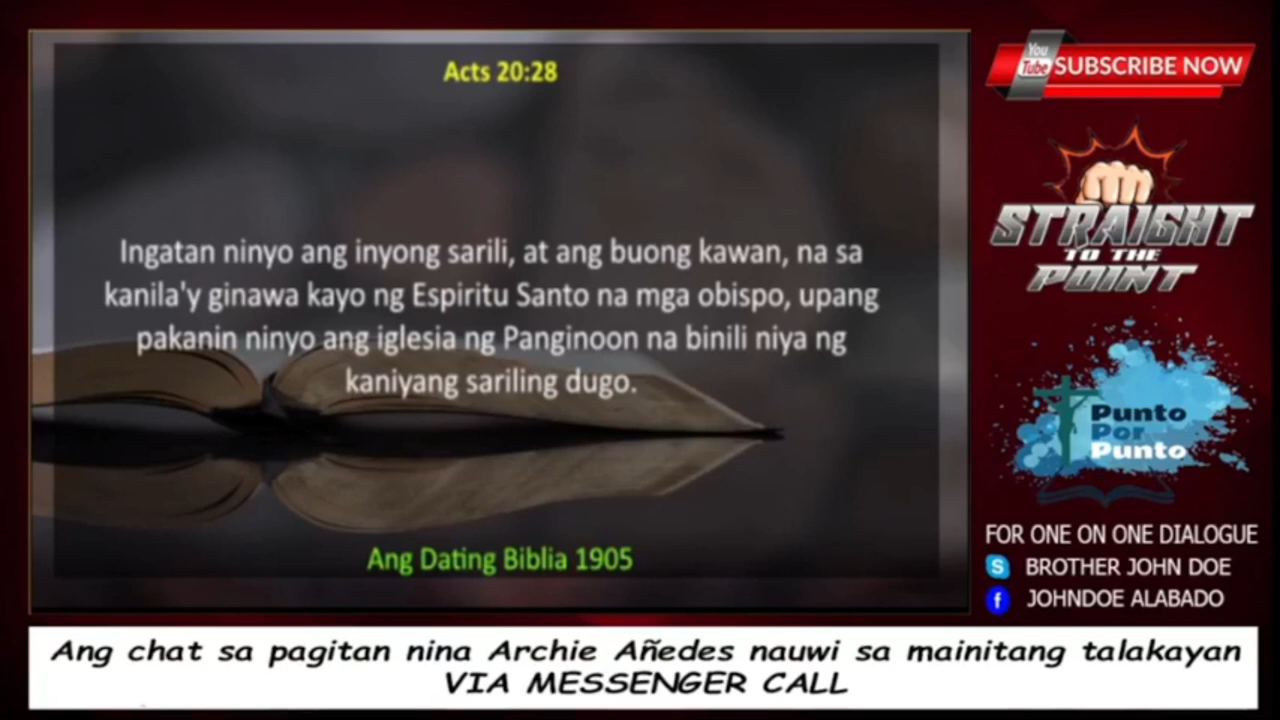 Acts 20:28
Ingatan ninyo ang inyong sarili, at ang buong kawan, na sa
kanila'y ginawa kayo ng Espiritu Santo na mga obispo, upang
pakanin ninyo ang iglesia ng Panginoon na binili niya ng
kaniyang sariling dugo.
Ang Dating Biblia 1905
You
Tube
SUBSCRIBE NOW
STRAIGHT
TO THE
POINT
Punto
Por
Punto
FOR ONE ON ONE DIALOGUE
S BROTHER JOHN DOE
f JOHNDOE ALABADO
Ang chat sa pagitan nina Archie Añedes nauwi sa mainitang talakayan
VIA MESSENGER CALL